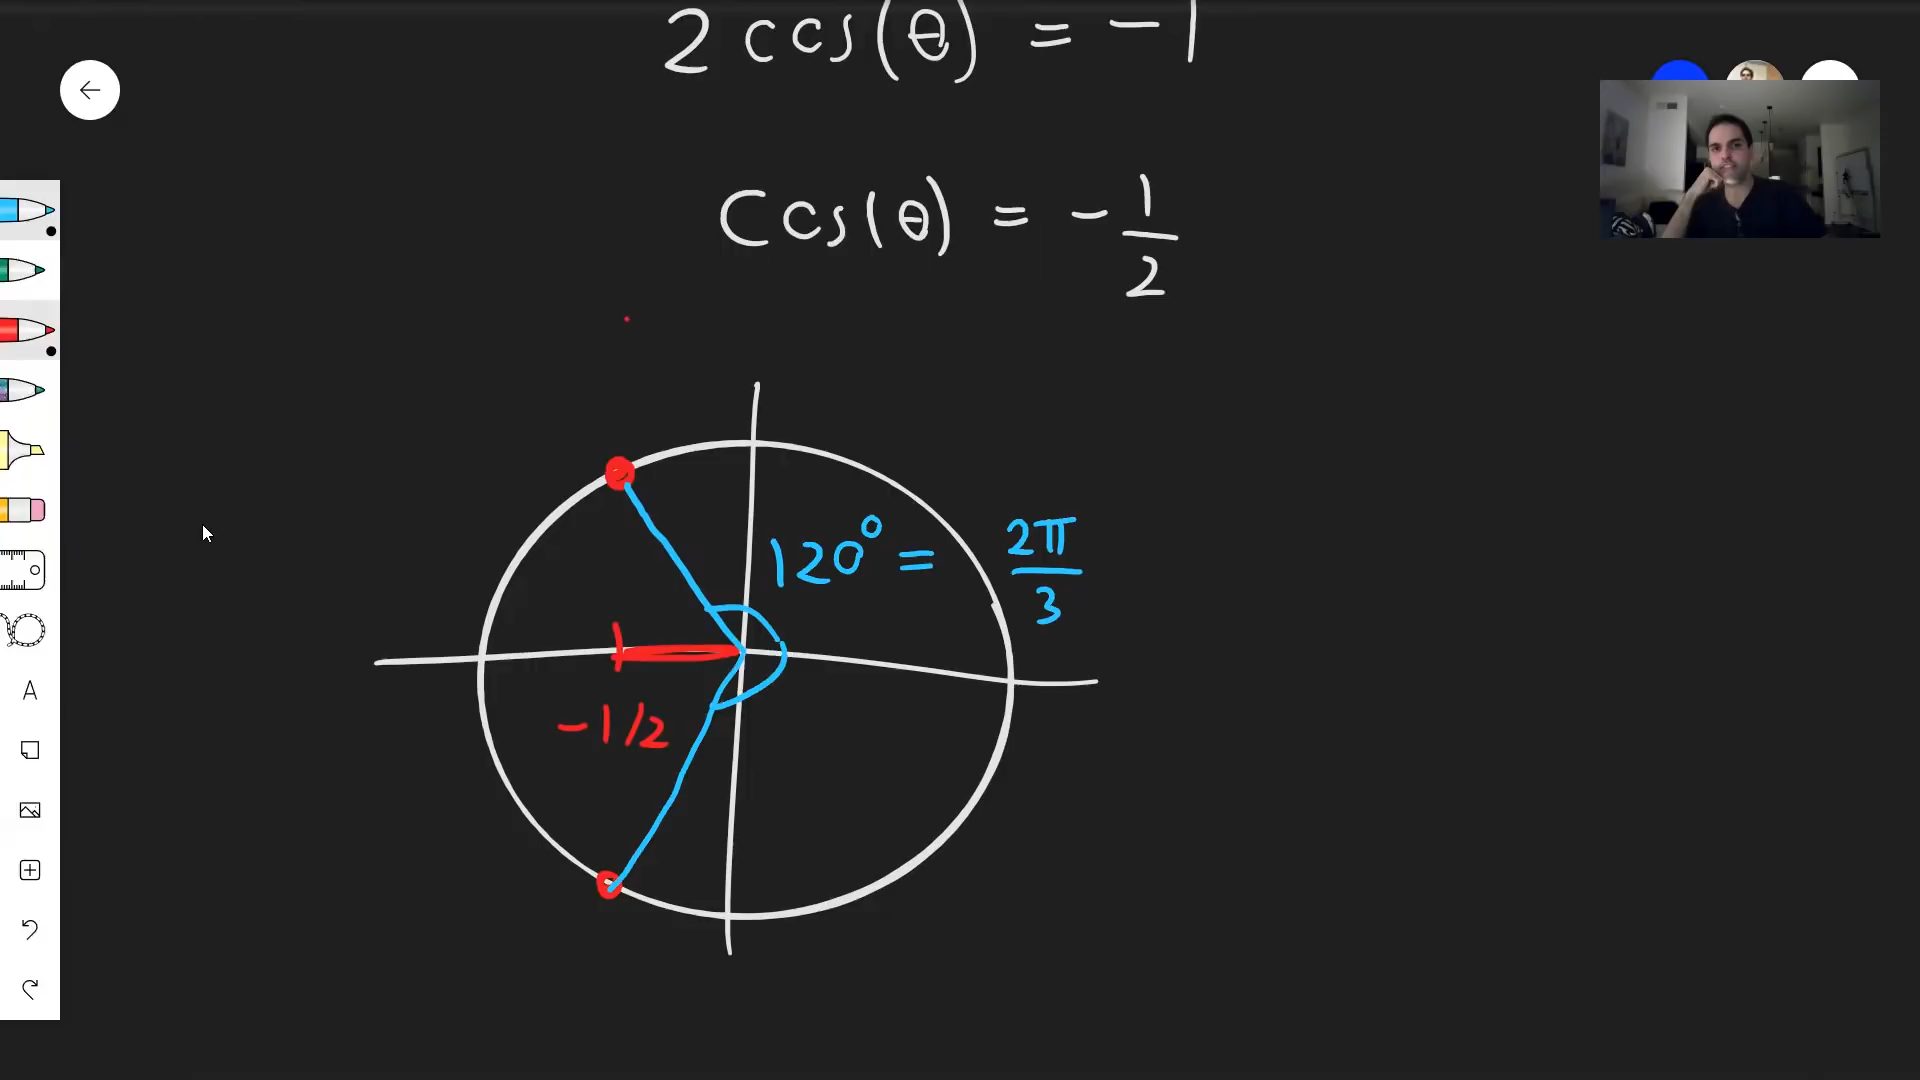 2 cos(θ) = -1
Cos(θ) = - 1/2
120° = 2π/3
-1/2
A